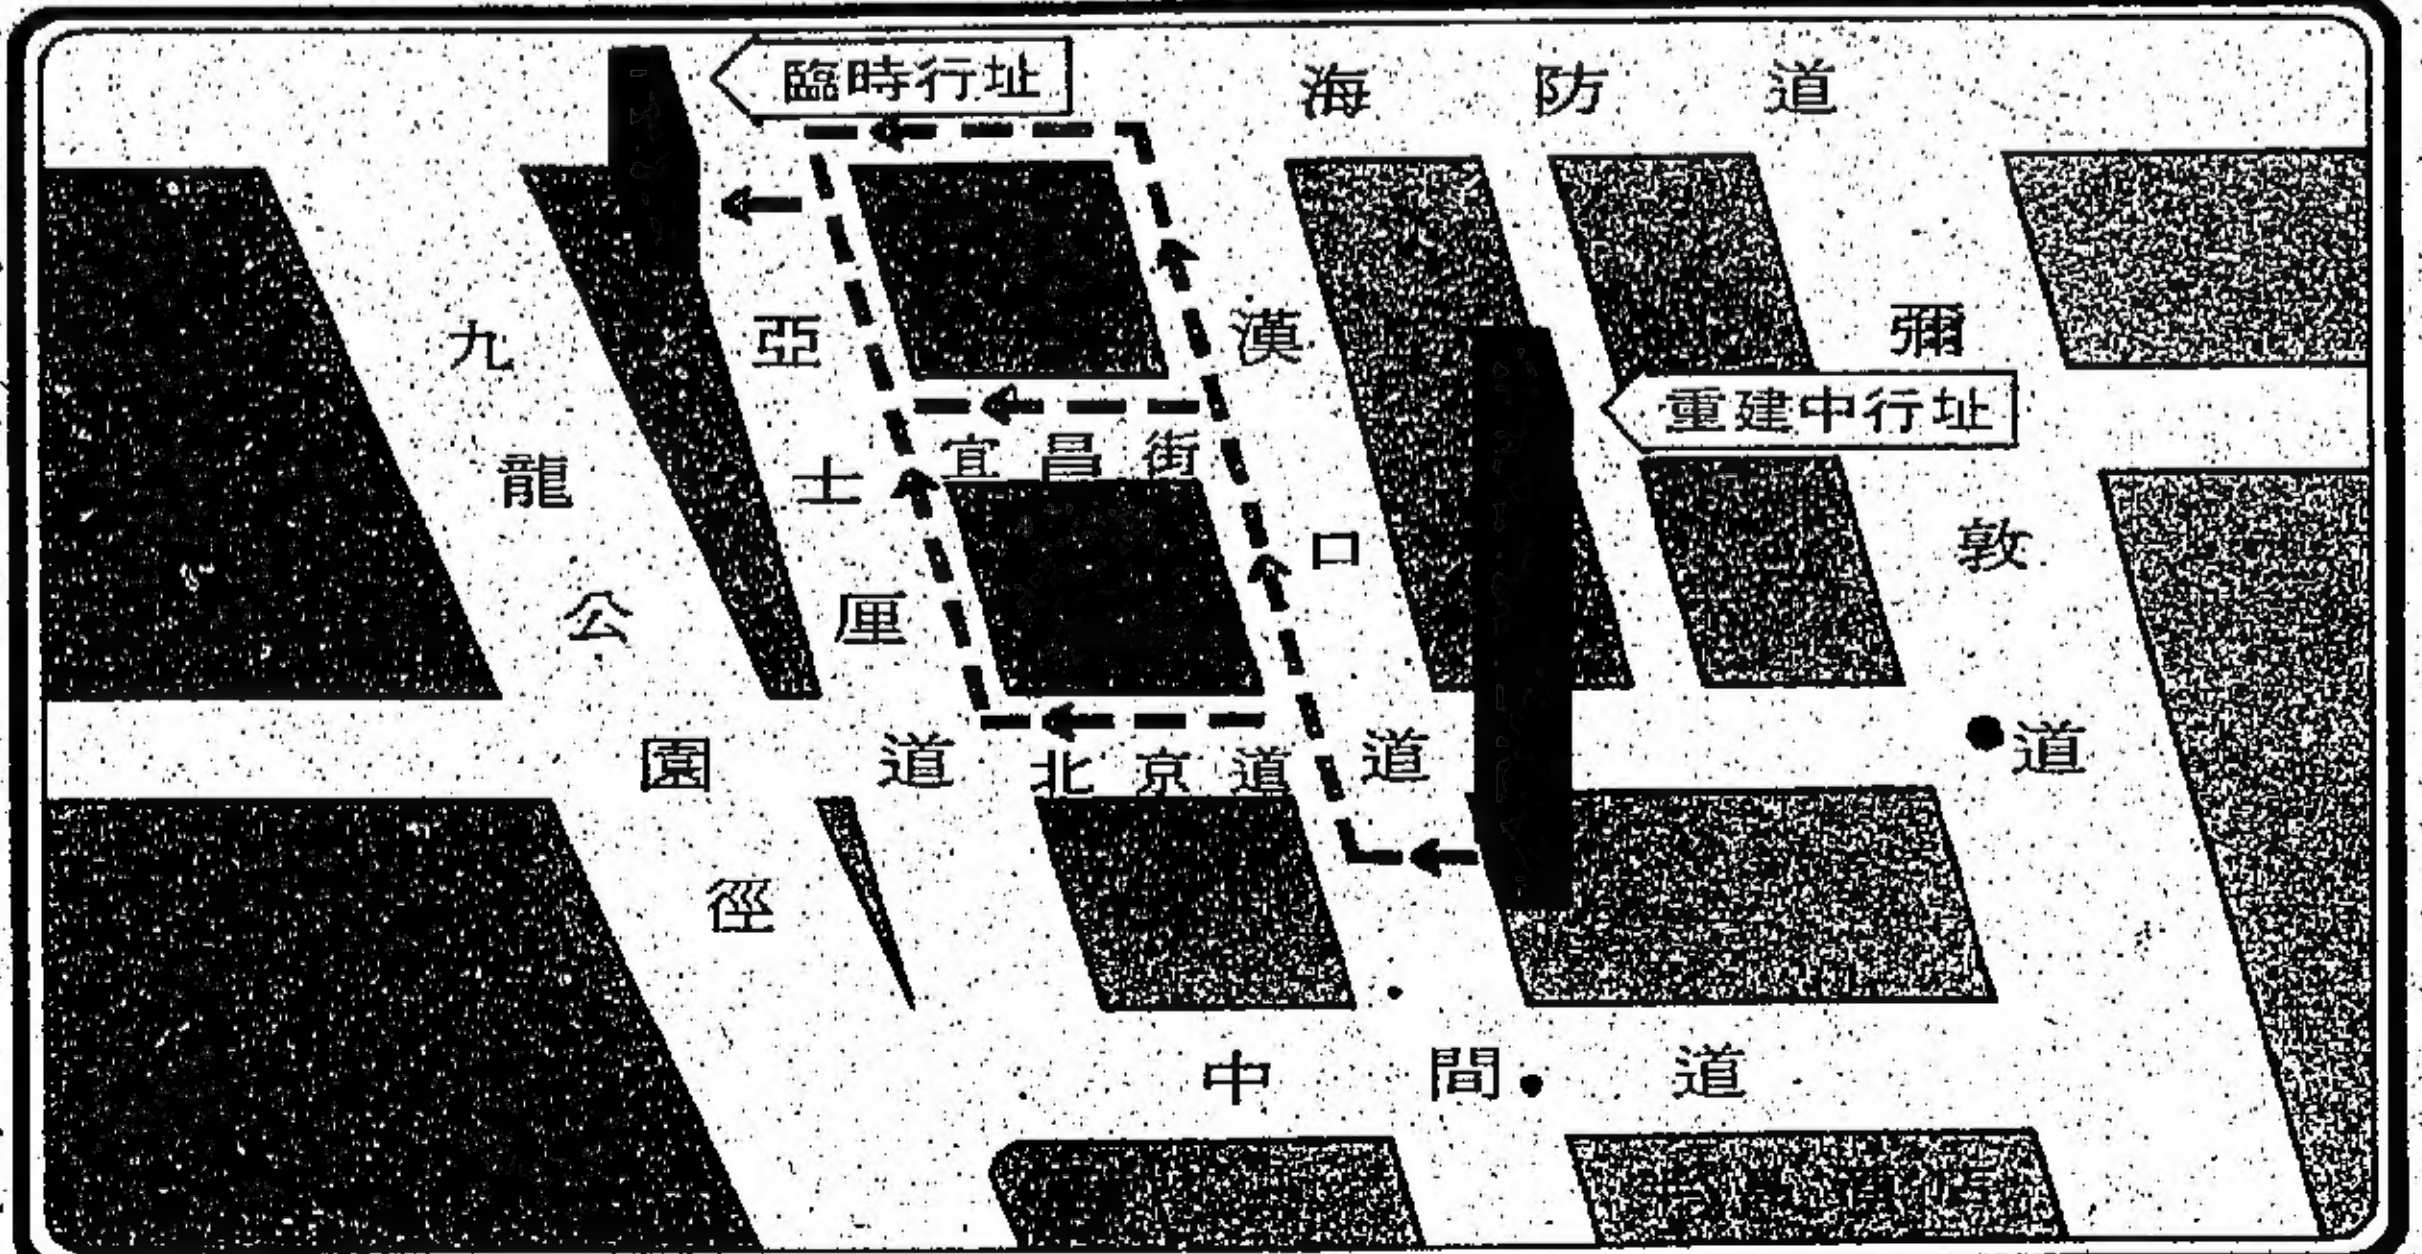 臨時行址
海防道
九龍公園徑
亞士厘道
宜昌街
漢口道
重建中行址
彌敦道
北京道
中間道